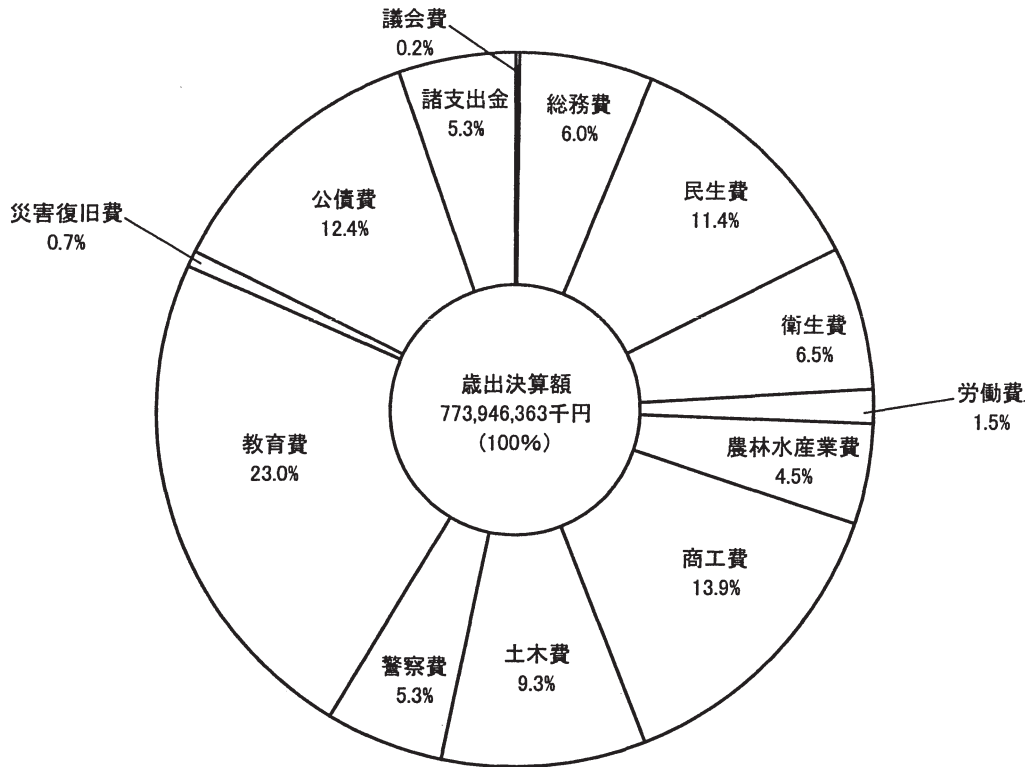 議会費
0.2%
総務費
6.0%
民生費
11.4%
衛生費
6.5%
労働費
1.5%
農林水産業費
4.5%
商工費
13.9%
土木費
9.3%
警察費
5.3%
教育費
23.0%
災害復旧費
0.7%
公債費
12.4%
諸支出金
5.3%
歳出決算額
773,946,363千円
(100%)